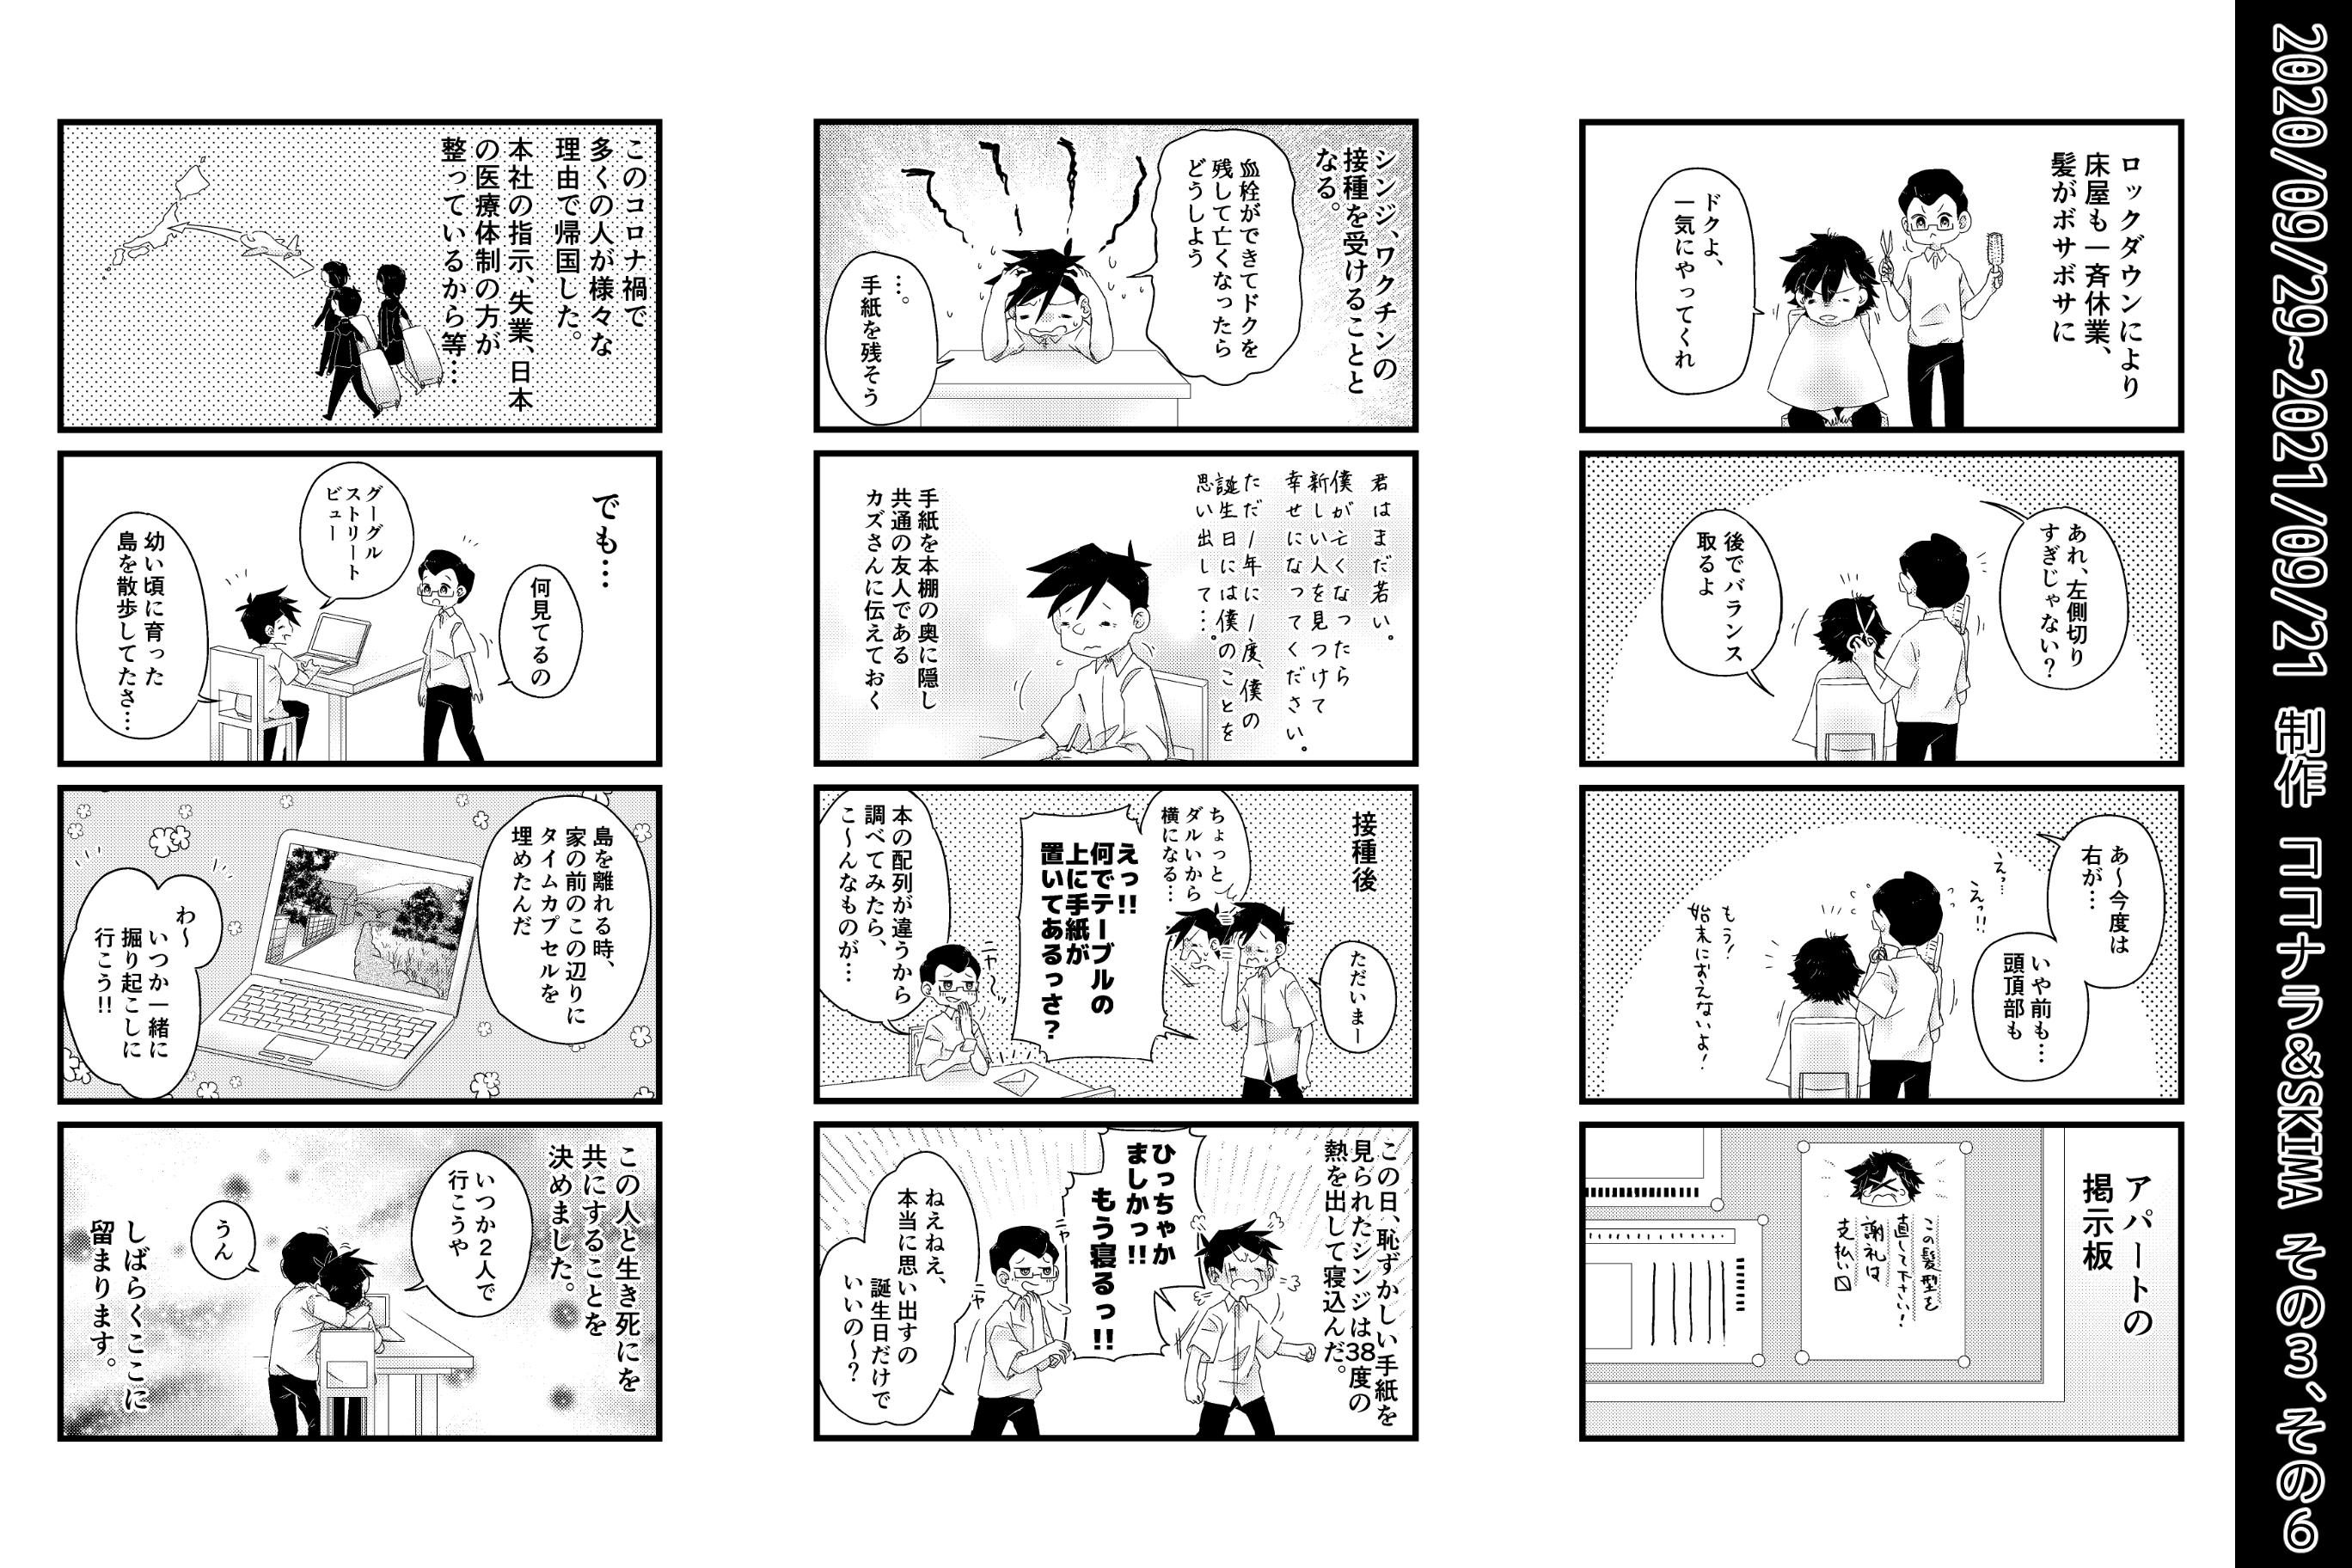 2020/09/29~2021/09/21 制作 ココナラ&SKIMA その3、その6
ロックダウンにより
床屋も一斉休業、
髪がボサボサに
ドクよ、
一気にやってくれ
あれ、左側切り
すぎじゃない?
後でバランス
取るよ
あ〜今度は
右が…
いや前も…
頭頂部も
えっ…
えっ!!
もう!
始末におえないよ!
アパートの
掲示板
この髪型を
直して下さい!
謝礼は
支払い〼
シンジ、ワクチンの
接種を受けることと
なる。
血栓ができてドクを
残して亡くなったら
どうしよう
…。
手紙を残そう
君はまだ若い。
僕が亡くなったら
新しい人を見つけて
幸せになってください。
ただ1年に1度、僕の
誕生日には僕のことを
思い出して…。
手紙を本棚の奥に隠し
共通の友人である
カズさんに伝えておく
接種後
ただいまー
ちょっと
ダルいから
横になる…
えっ!!
何でテーブルの
上に手紙が
置いてあるっさ?
ニヤ〜
本の配列が違うから
調べてみたら、
こ〜んなものが…
この日、恥ずかしい手紙を
見られたシンジは38度の
熱を出して寝込んだ。
ひっちゃか
ましかっ!!
もう寝るっ!!
ニヤ
ニヤ
ねえねえ、
本当に思い出すの
誕生日だけで
いいの〜?
このコロナ禍で
多くの人が様々な
理由で帰国した。
本社の指示、失業、日本
の医療体制の方が
整っているから等…
でも…
何見てるの
グーグル
ストリート
ビュー
幼い頃に育った
島を散歩してたさ…
島を離れる時、
家の前のこの辺りに
タイムカプセルを
埋めたんだ
わ〜
いつか一緒に
掘り起こしに
行こう!!
この人と生き死にを
共にすることを
決めました。
いつか2人で
行こうや
うん
しばらくここに
留まります。